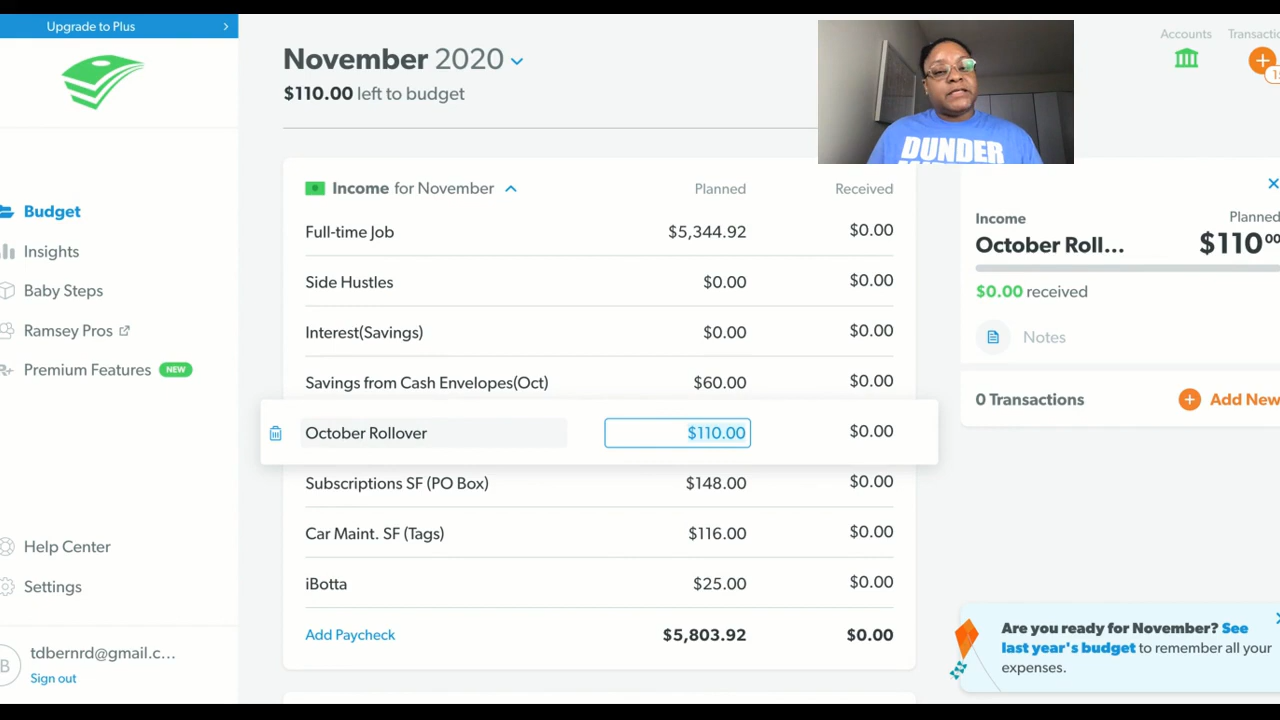 Upgrade to Plus
November 2020
$110.00 left to budget
Accounts
Budget
Insights
Baby Steps
Ramsey Pros
Premium Features NEW
Help Center
Settings
B
tdbernrd@gmail.c...
Sign out
Income for November Planned Received
Full-time Job $5,344.92 $0.00
Side Hustles $0.00 $0.00
Interest(Savings) $0.00 $0.00
Savings from Cash Envelopes(Oct) $60.00 $0.00
October Rollover $110.00 $0.00
Subscriptions SF (PO Box) $148.00 $0.00
Car Maint. SF (Tags) $116.00 $0.00
iBotta $25.00 $0.00
Add Paycheck $5,803.92 $0.00
DUNDER
Income Planned
October Roll... $110 00
$0.00 received
Notes
0 Transactions Add New
Are you ready for November? See
last year's budget to remember all your
expenses.